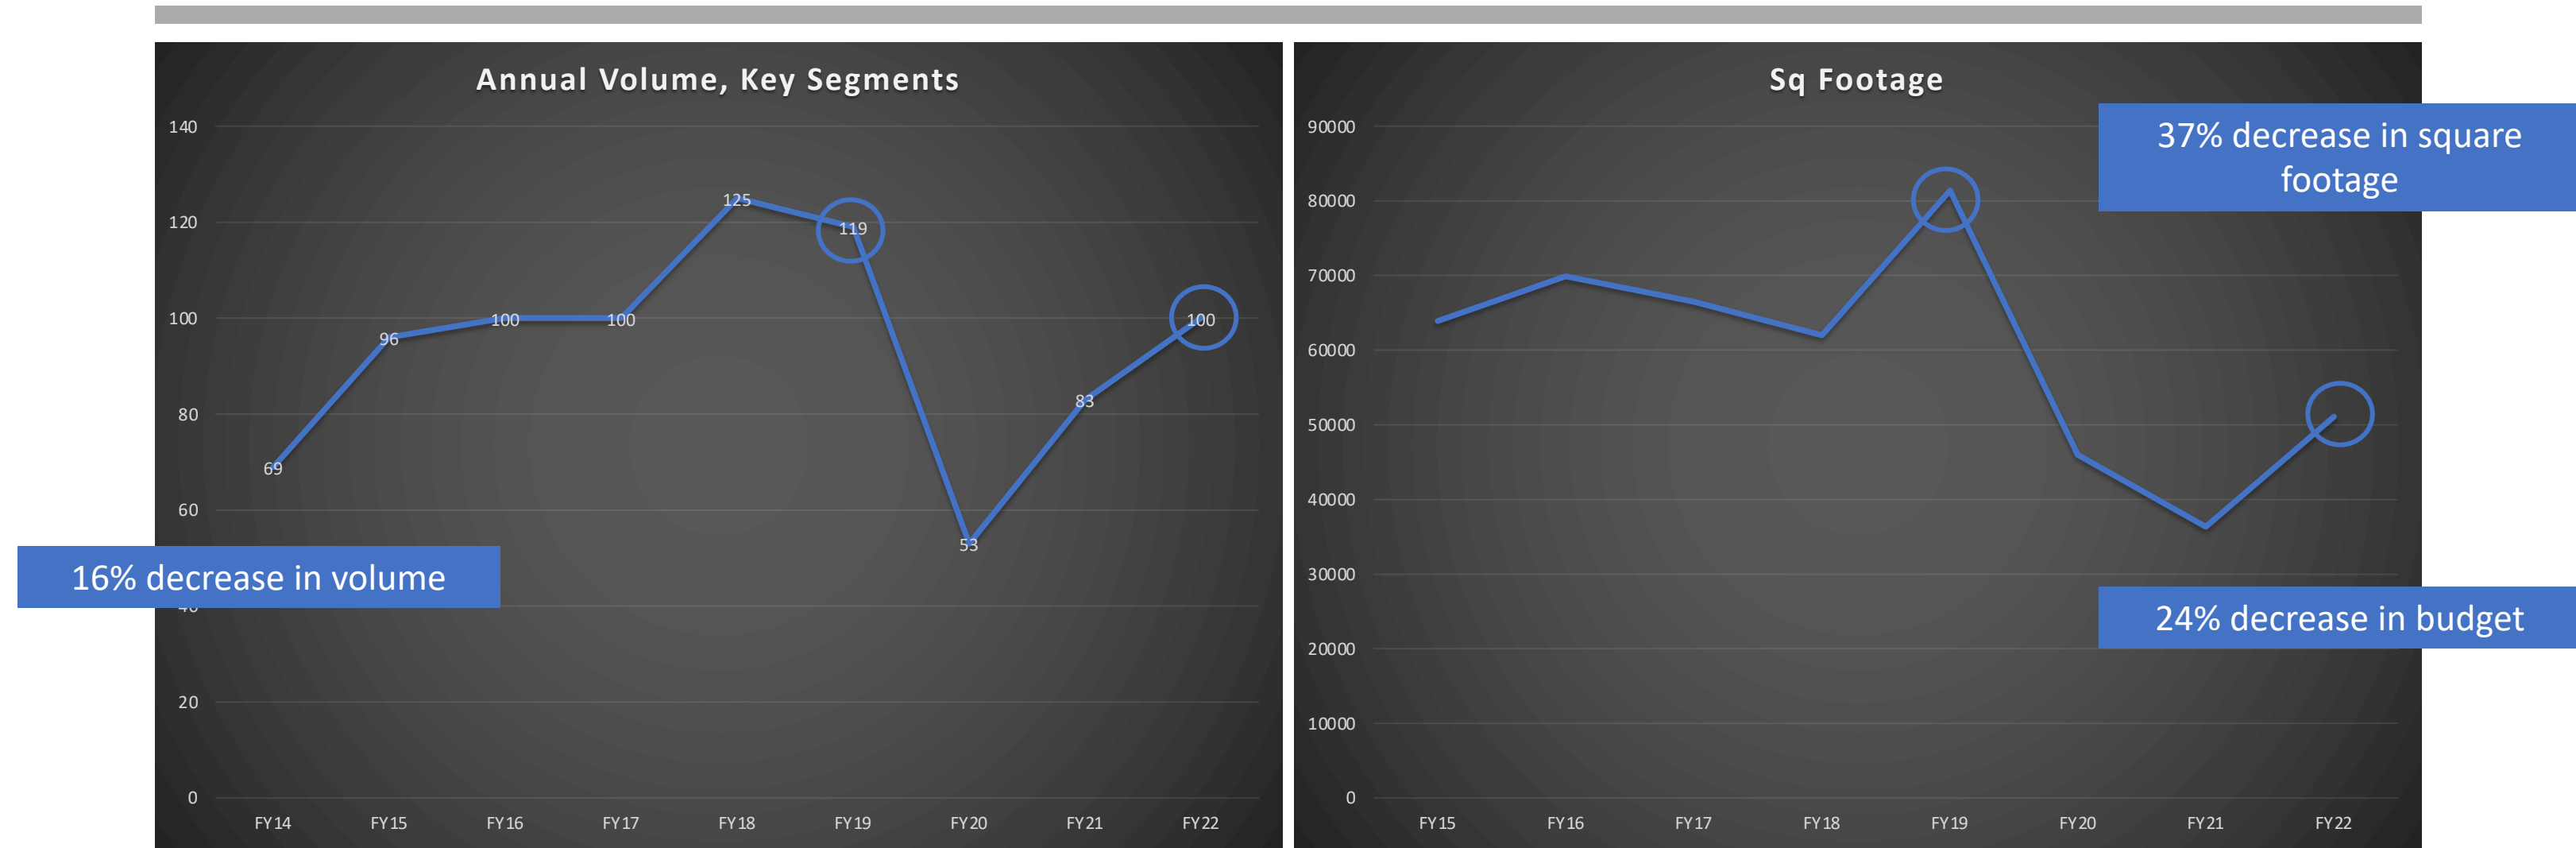 Annual Volume, Key Segments
140
120
100
80
60
40
20
0
69
96
100
100
125
119
53
83
100
FY14
FY15
FY16
FY17
FY18
FY19
FY20
FY21
FY22
16% decrease in volume
Sq Footage
90000
80000
70000
60000
50000
40000
30000
20000
10000
0
FY15
FY16
FY17
FY18
FY19
FY20
FY21
FY22
37% decrease in square
footage
24% decrease in budget